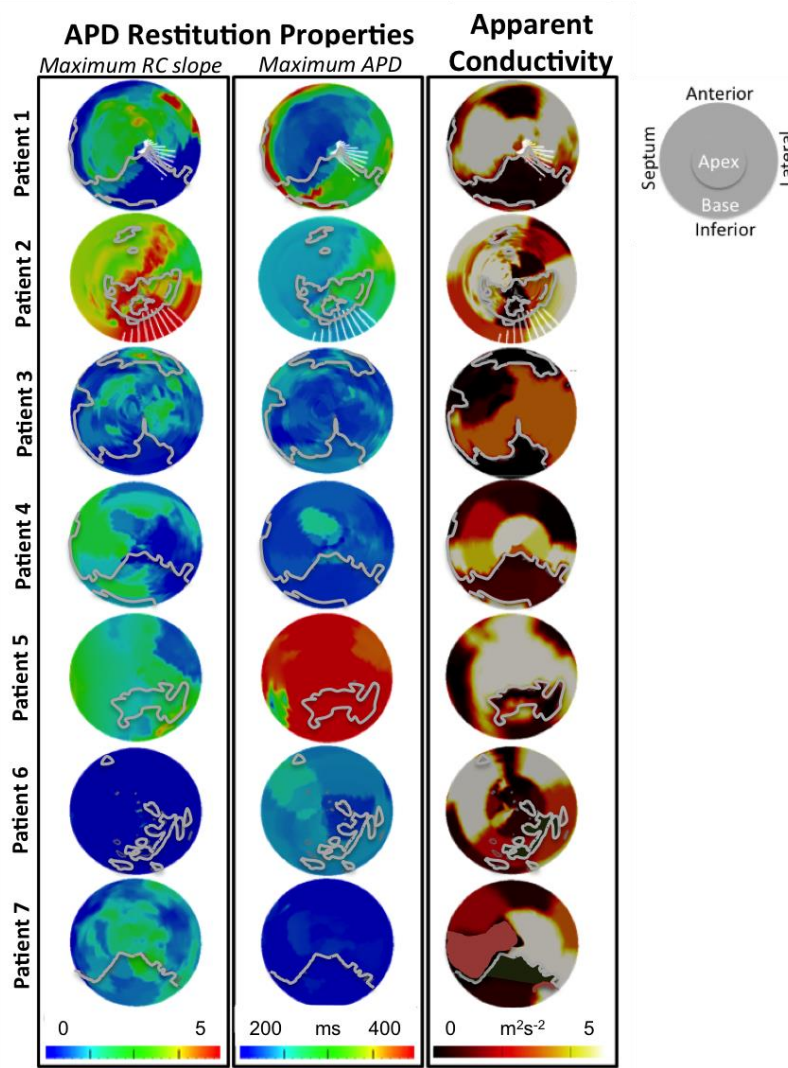 APD Restitution Properties
Maximum RC slope
Maximum APD
Apparent
Conductivity
Anterior
Septum
Apex
Lateral
Base
Inferior
Patient 1
Patient 2
Patient 3
Patient 4
Patient 5
Patient 6
Patient 7
0 5
200 ms 400
0 m²s⁻² 5